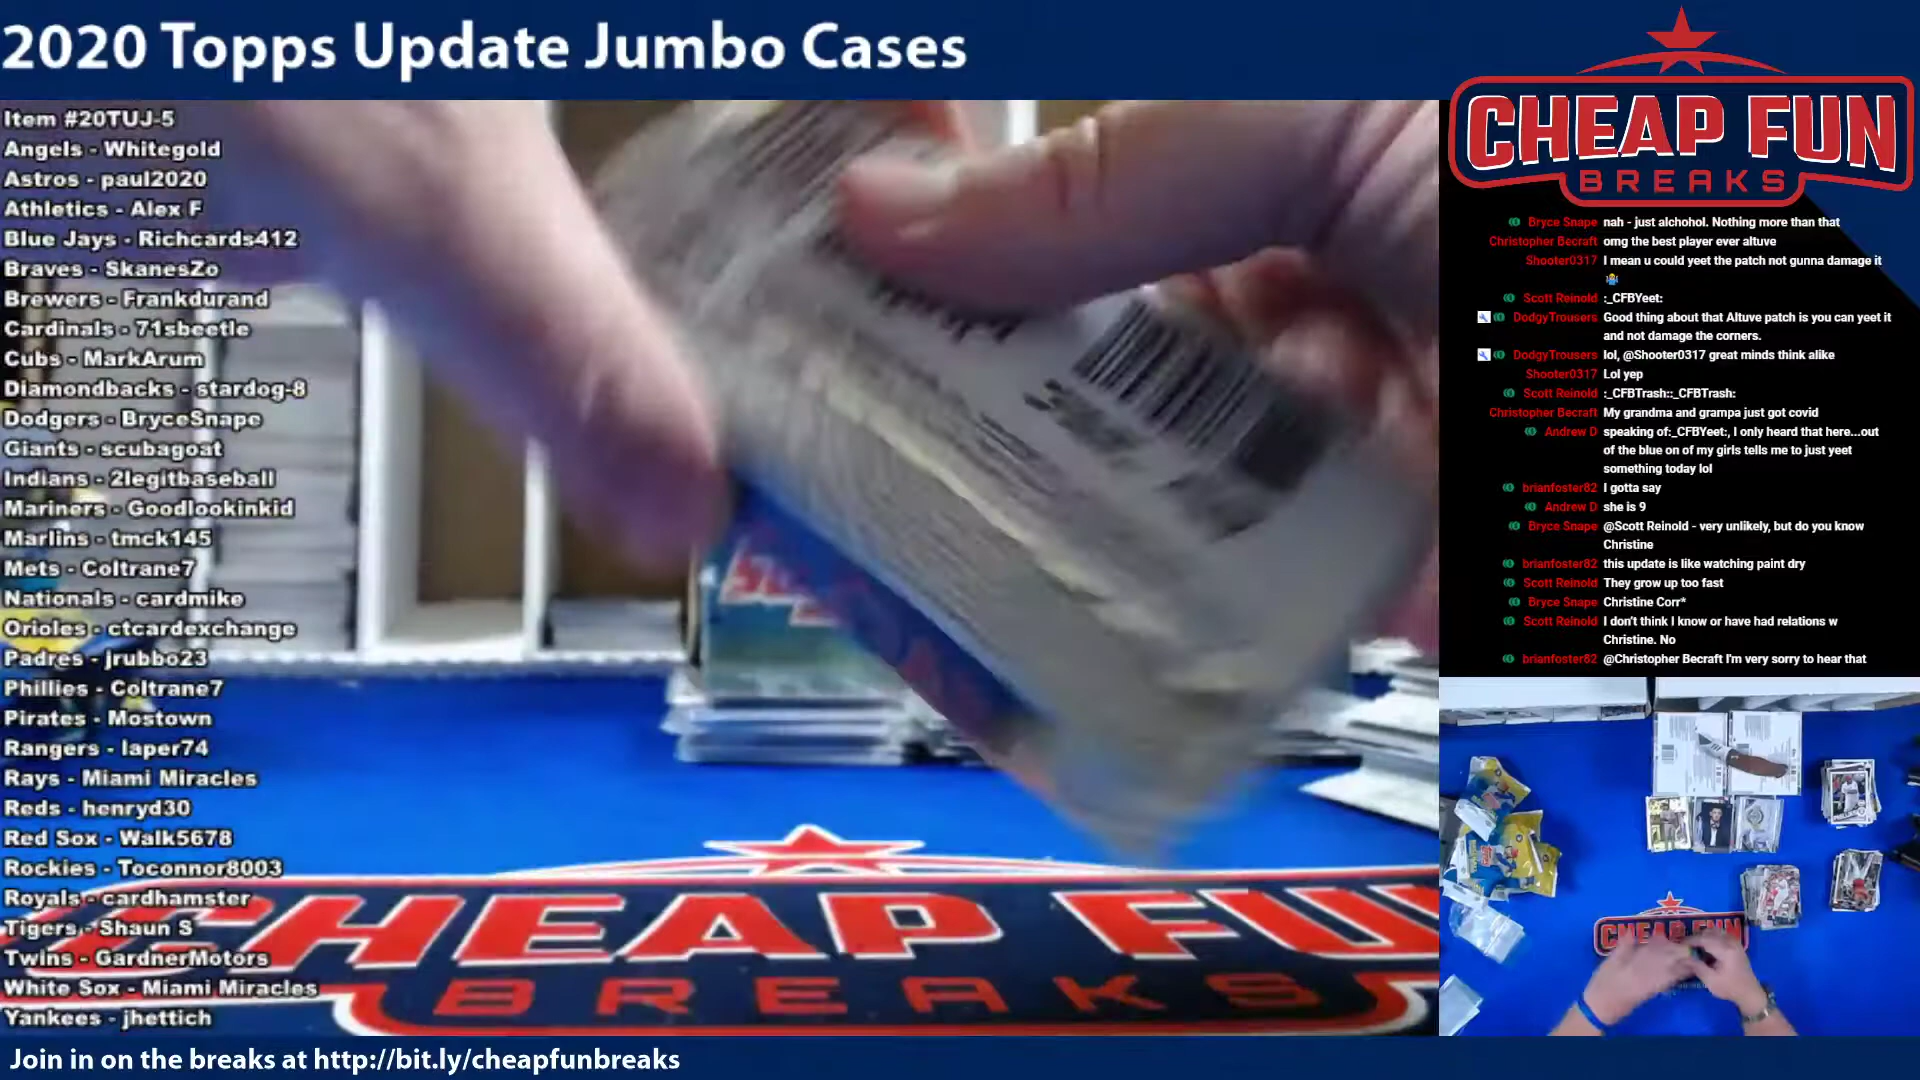 2020 Topps Update Jumbo Cases
Item #20TUJ-5
Angels - Whitegold
Astros - paul2020
Athletics - Alex F
Blue Jays - Richcards412
Braves - SkanesZo
Brewers - Frankdurand
Cardinals - 71sbeetle
Cubs - MarkArum
Diamondbacks - stardog-8
Dodgers - BryceSnape
Giants - scubagoat
Indians - 2legitbaseball
Mariners - Goodlookinkid
Marlins - tmck145
Mets - Coltrane7
Nationals - cardmike
Orioles - ctcardexchange
Padres - jrubbo23
Phillies - Coltrane7
Pirates - Mostown
Rangers - laper74
Rays - Miami Miracles
Reds - henryd30
Red Sox - Walk5678
Rockies - Toconnor8003
Royals - cardhamster
Tigers - Shaun S
Twins - GardnerMotors
White Sox - Miami Miracles
Yankees - jhettich
CHEAP FU
BREAKS
Join in on the breaks at http://bit.ly/cheapfunbreaks
CHEAP FUN
BREAKS
Bryce Snape nah - just alchohol. Nothing more than that
Christopher Becraft omg the best player ever altuve
Shooter0317 I mean u could yeet the patch not gunna damage it
Scott Reinold :_CFBYeet:
DodgyTrousers Good thing about that Altuve patch is you can yeet it
and not damage the corners.
DodgyTrousers lol, @Shooter0317 great minds think alike
Shooter0317 Lol yep
Scott Reinold :_CFBTrash::_CFBTrash:
Christopher Becraft My grandma and grampa just got covid
Andrew D speaking of:_CFBYeet:, I only heard that here...out
of the blue on of my girls tells me to just yeet
something today lol
brianfoster82 I gotta say
Andrew D she is 9
Bryce Snape @Scott Reinold - very unlikely, but do you know
Christine
brianfoster82 this update is like watching paint dry
Scott Reinold They grow up too fast
Bryce Snape Christine Corr*
Scott Reinold I don't think I know or have had relations w
Christine. No
brianfoster82 @Christopher Becraft I'm very sorry to hear that
CHEAP FUN